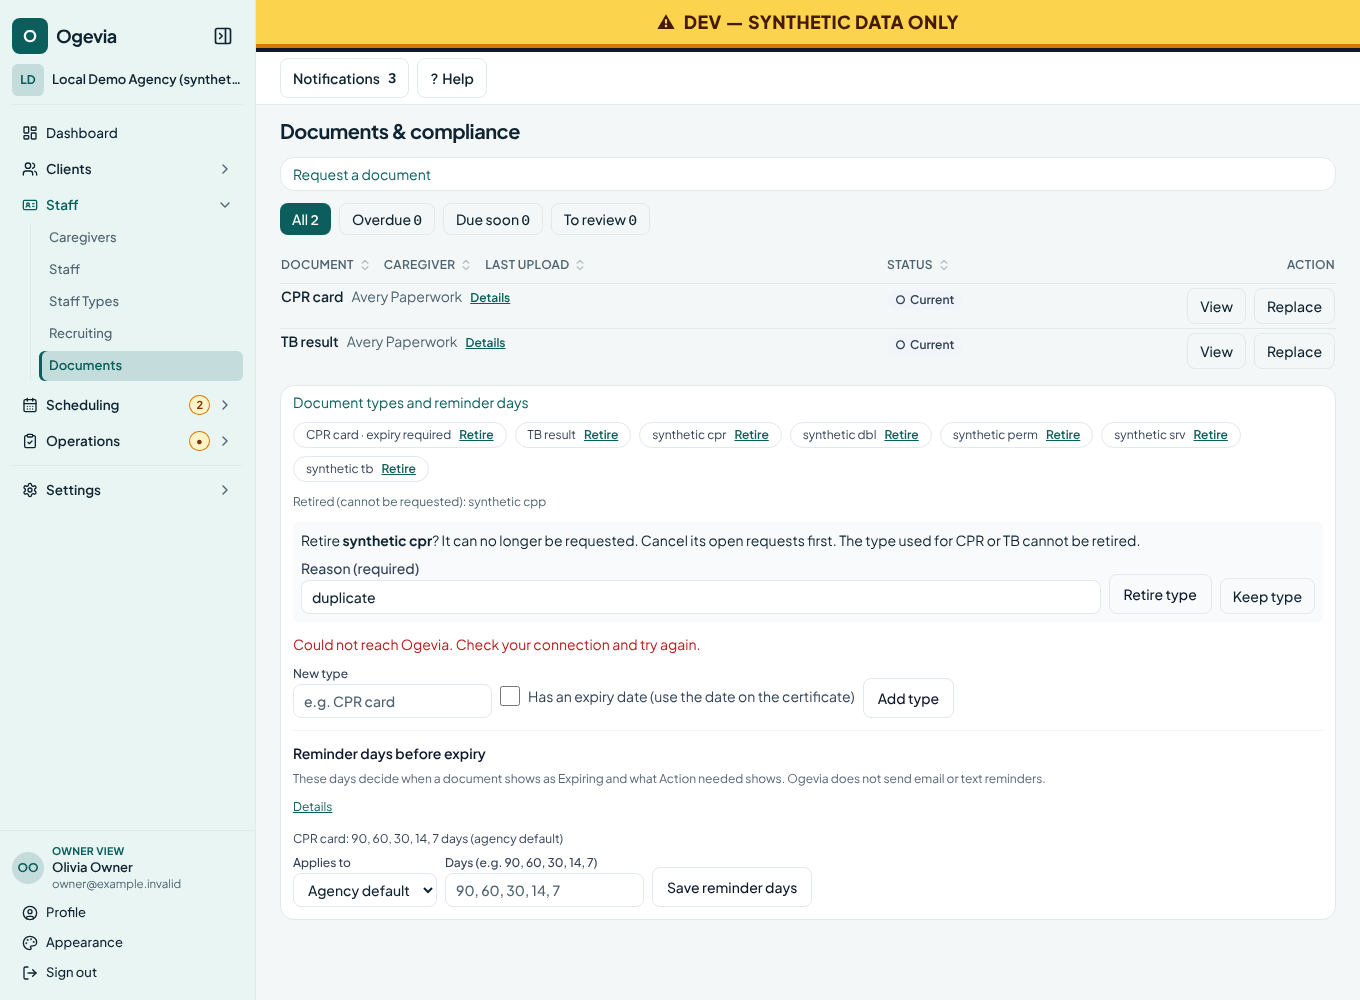 O Ogevia
LD Local Demo Agency (synthet...
Dashboard
Clients
Staff
Caregivers
Staff
Staff Types
Recruiting
Documents
Scheduling 2
Operations
Settings
OWNER VIEW
OO Olivia Owner
owner@example.invalid
Profile
Appearance
Sign out
DEV — SYNTHETIC DATA ONLY
Notifications 3 ? Help
Documents & compliance
Request a document
All 2 Overdue 0 Due soon 0 To review 0
DOCUMENT CAREGIVER LAST UPLOAD STATUS ACTION
CPR card Avery Paperwork Details Current View Replace
TB result Avery Paperwork Details Current View Replace
Document types and reminder days
CPR card · expiry required Retire TB result Retire synthetic cpr Retire synthetic dbl Retire synthetic perm Retire synthetic srv Retire
synthetic tb Retire
Retired (cannot be requested): synthetic cpp
Retire synthetic cpr? It can no longer be requested. Cancel its open requests first. The type used for CPR or TB cannot be retired.
Reason (required)
duplicate Retire type Keep type
Could not reach Ogevia. Check your connection and try again.
New type
e.g. CPR card Has an expiry date (use the date on the certificate) Add type
Reminder days before expiry
These days decide when a document shows as Expiring and what Action needed shows. Ogevia does not send email or text reminders.
Details
CPR card: 90, 60, 30, 14, 7 days (agency default)
Applies to Days (e.g. 90, 60, 30, 14, 7)
Agency default 90, 60, 30, 14, 7 Save reminder days